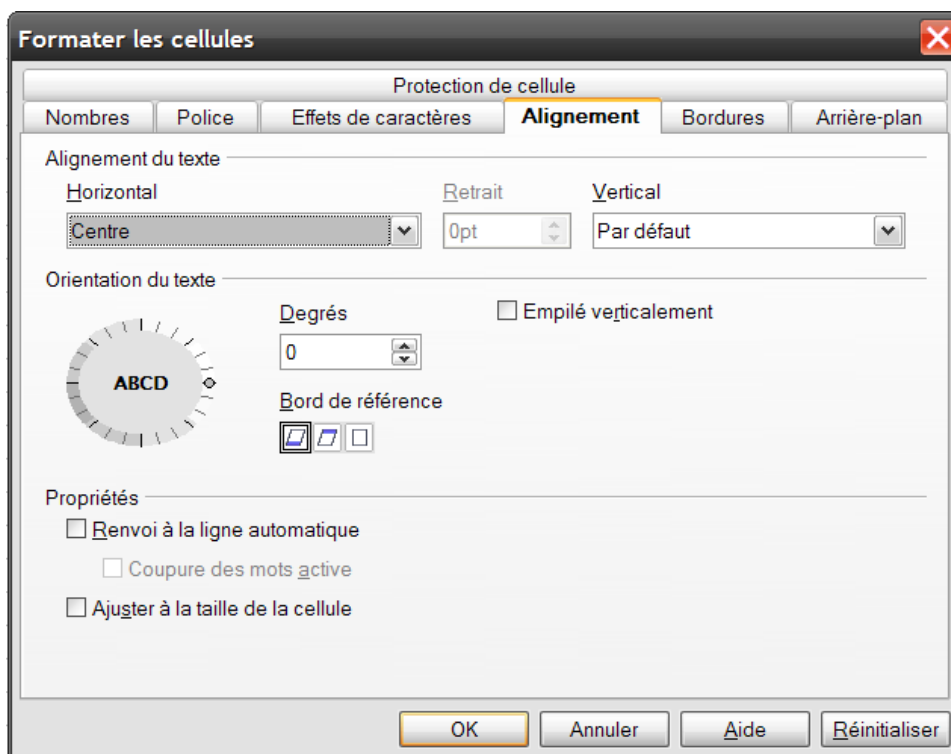 Formater les cellules
Protection de cellule
Nombres Police Effets de caractères Alignement Bordures Arrière-plan
Alignement du texte
Horizontal Retrait Vertical
Centre 0pt Par défaut
Orientation du texte
Degrés Empilé verticalement
0
ABCD
Bord de référence
Propriétés
Renvoi à la ligne automatique
Coupure des mots active
Ajuster à la taille de la cellule
OK Annuler Aide Réinitialiser